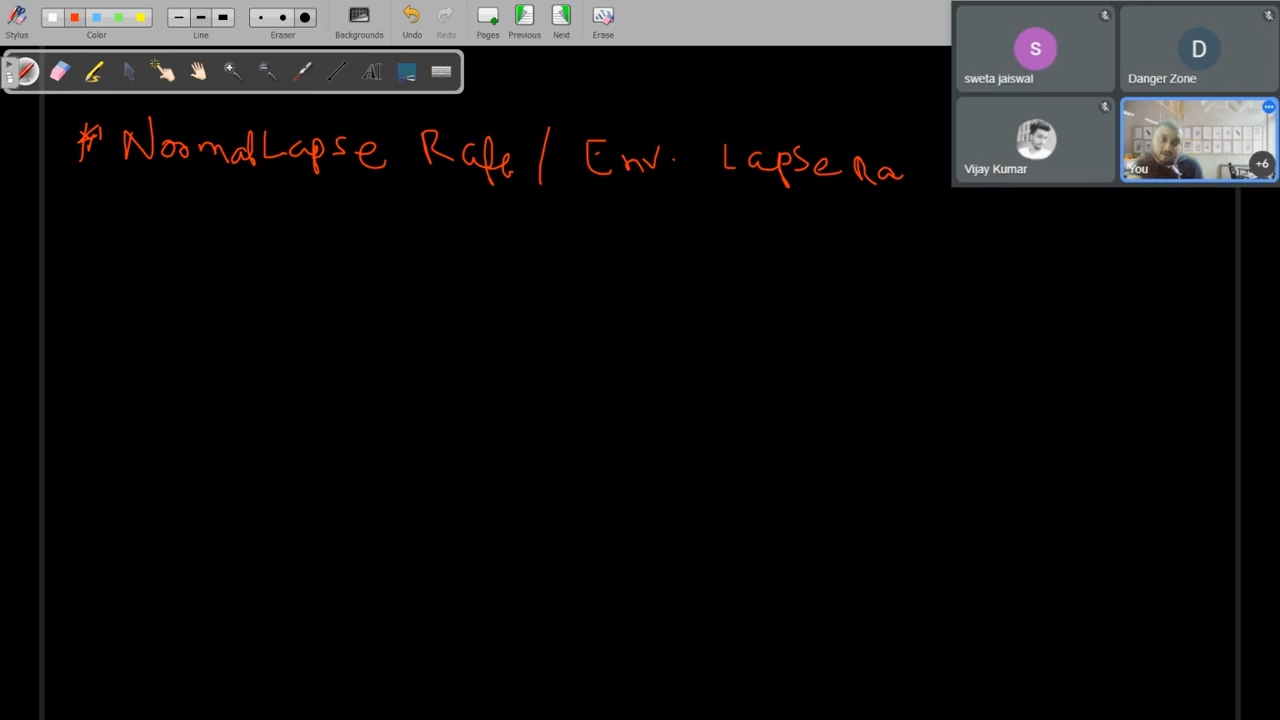 Stylus
Color
Line
Eraser
Backgrounds
Undo
Redo
Pages
Previous
Next
Erase
S
sweta jaiswal
D
Danger Zone
Vijay Kumar
You
+6
# Normal Lapse Rate / Env. Lapse Ra